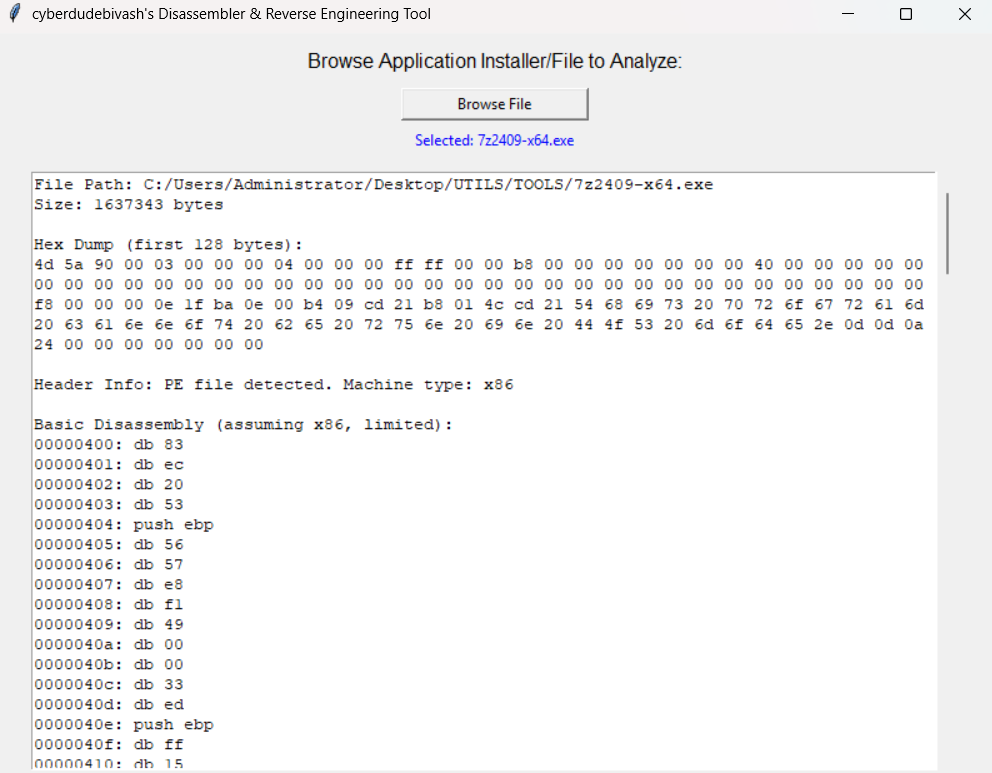 cyberdudebivash's Disassembler & Reverse Engineering Tool
Browse Application Installer/File to Analyze:
Browse File
Selected: 7z2409-x64.exe
File Path: C:/Users/Administrator/Desktop/UTILS/TOOLS/7z2409-x64.exe
Size: 1637343 bytes
Hex Dump (first 128 bytes):
4d 5a 90 00 03 00 00 00 04 00 00 00 ff ff 00 00 b8 00 00 00 00 00 00 00 40 00 00 00 00 00
00 00 00 00 00 00 00 00 00 00 00 00 00 00 00 00 00 00 00 00 00 00 00 00 00 00 00 00 00 00
f8 00 00 00 0e 1f ba 0e 00 b4 09 cd 21 b8 01 4c cd 21 54 68 69 73 20 70 72 6f 67 72 61 6d
20 63 61 6e 6e 6f 74 20 62 65 20 72 75 6e 20 69 6e 20 44 4f 53 20 6d 6f 64 65 2e 0d 0d 0a
24 00 00 00 00 00 00 00
Header Info: PE file detected. Machine type: x86
Basic Disassembly (assuming x86, limited):
00000400: db 83
00000401: db ec
00000402: db 20
00000403: db 53
00000404: push ebp
00000405: db 56
00000406: db 57
00000407: db e8
00000408: db f1
00000409: db 49
0000040a: db 00
0000040b: db 00
0000040c: db 33
0000040d: db ed
0000040e: push ebp
0000040f: db ff
00000410: db 15